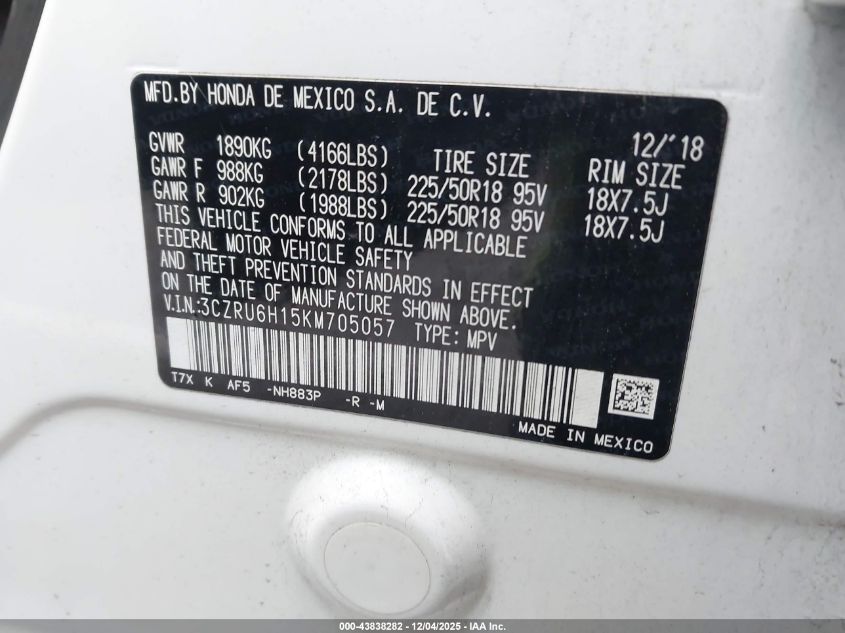 MFD.BY HONDA DE MEXICO S.A. DE C.V.
12/'18
GVWR 1890KG (4166LBS) TIRE SIZE RIM SIZE
GAWR F 988KG (2178LBS) 225/50R18 95V 18X7.5J
GAWR R 902KG (1988LBS) 225/50R18 95V 18X7.5J
THIS VEHICLE CONFORMS TO ALL APPLICABLE
FEDERAL MOTOR VEHICLE SAFETY
AND THEFT PREVENTION STANDARDS IN EFFECT
ON THE DATE OF MANUFACTURE SHOWN ABOVE.
V.I.N.:3CZRU6H15KM705057 TYPE: MPV
T7X K AF5 -NH883P -R -M
MADE IN MEXICO
000-43838282 - 12/04/2025 - IAA Inc.